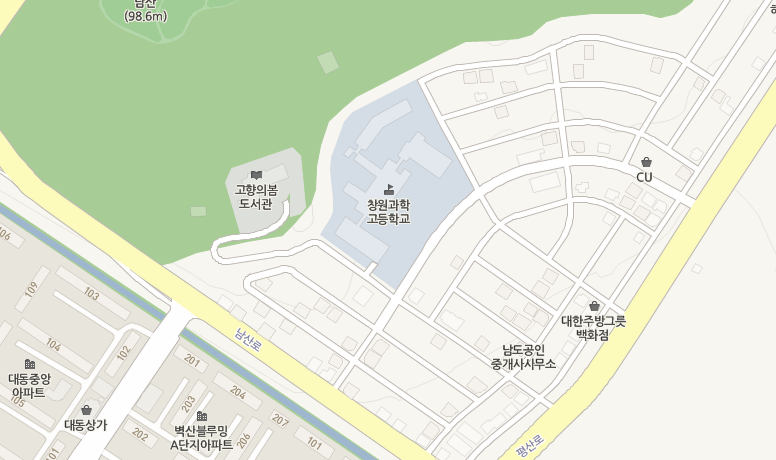 남산
(98.6m)
고향의봄
도서관
창원과학
고등학교
CU
대한주방그릇
백화점
남도공인
중개사사무소
남산로
평산로
106
109
103
104
102
105
101
대동중앙
아파트
대동상가
201
204
203
207
206
202
101
벽산블루밍
A단지아파트